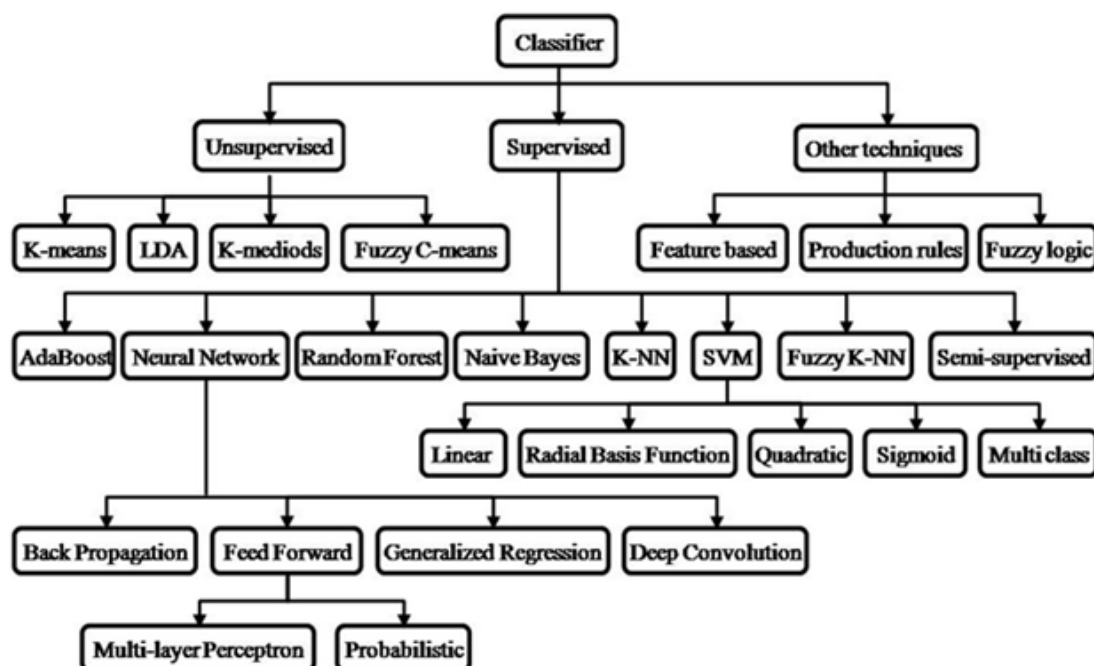 Classifier
Unsupervised
Supervised
Other techniques
K-means
LDA
K-mediods
Fuzzy C-means
Feature based
Production rules
Fuzzy logic
AdaBoost
Neural Network
Random Forest
Naive Bayes
K-NN
SVM
Fuzzy K-NN
Semi-supervised
Linear
Radial Basis Function
Quadratic
Sigmoid
Multi class
Back Propagation
Feed Forward
Generalized Regression
Deep Convolution
Multi-layer Perceptron
Probabilistic